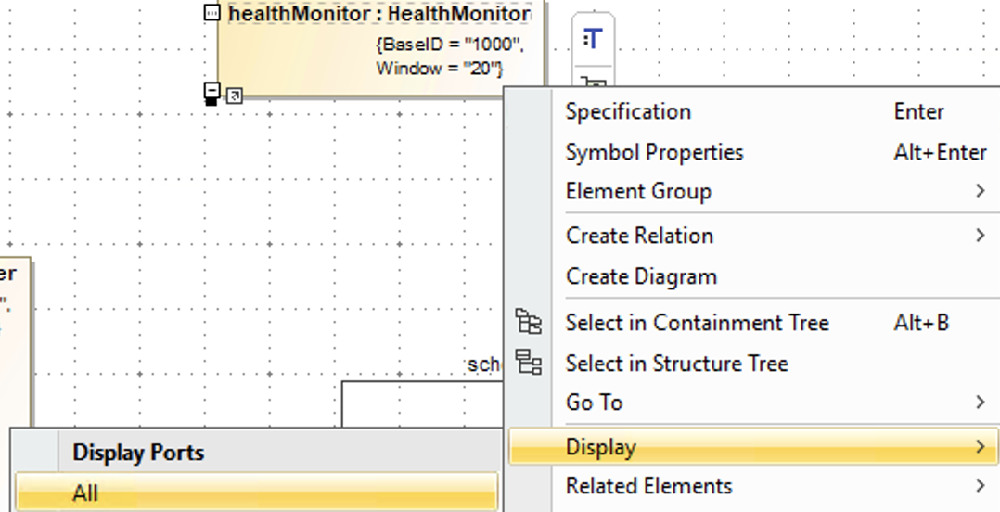 healthMonitor : HealthMonitor
{BaseID = "1000",
Window = "20"}
:T
Specification Enter
Symbol Properties Alt+Enter
Element Group
Create Relation
Create Diagram
er
".
Select in Containment Tree Alt+B
Select in Structure Tree
sch
Go To
Display
Display Ports
All
Related Elements